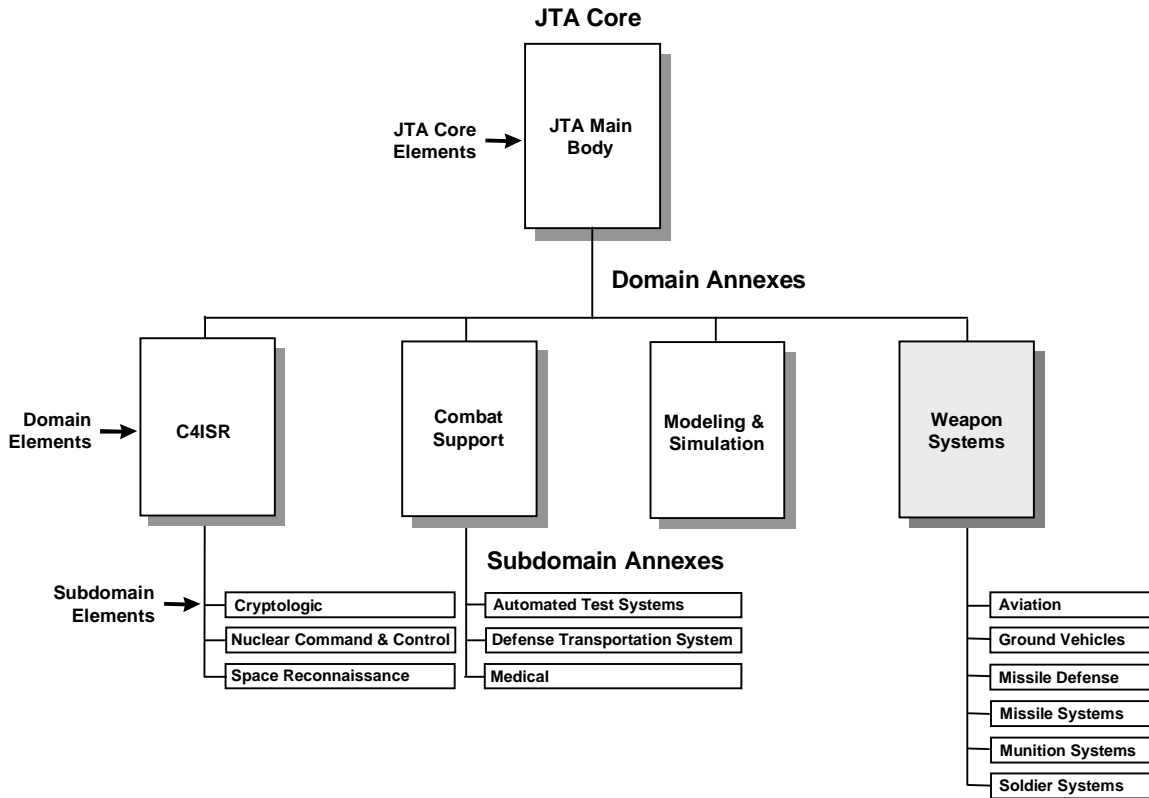 JTA Core
JTA Main
Body
JTA Core
Elements
Domain Annexes
Domain
Elements
C4ISR
Combat
Support
Modeling &
Simulation
Weapon
Systems
Subdomain Annexes
Subdomain
Elements
Cryptologic
Nuclear Command & Control
Space Reconnaissance
Automated Test Systems
Defense Transportation System
Medical
Aviation
Ground Vehicles
Missile Defense
Missile Systems
Munition Systems
Soldier Systems